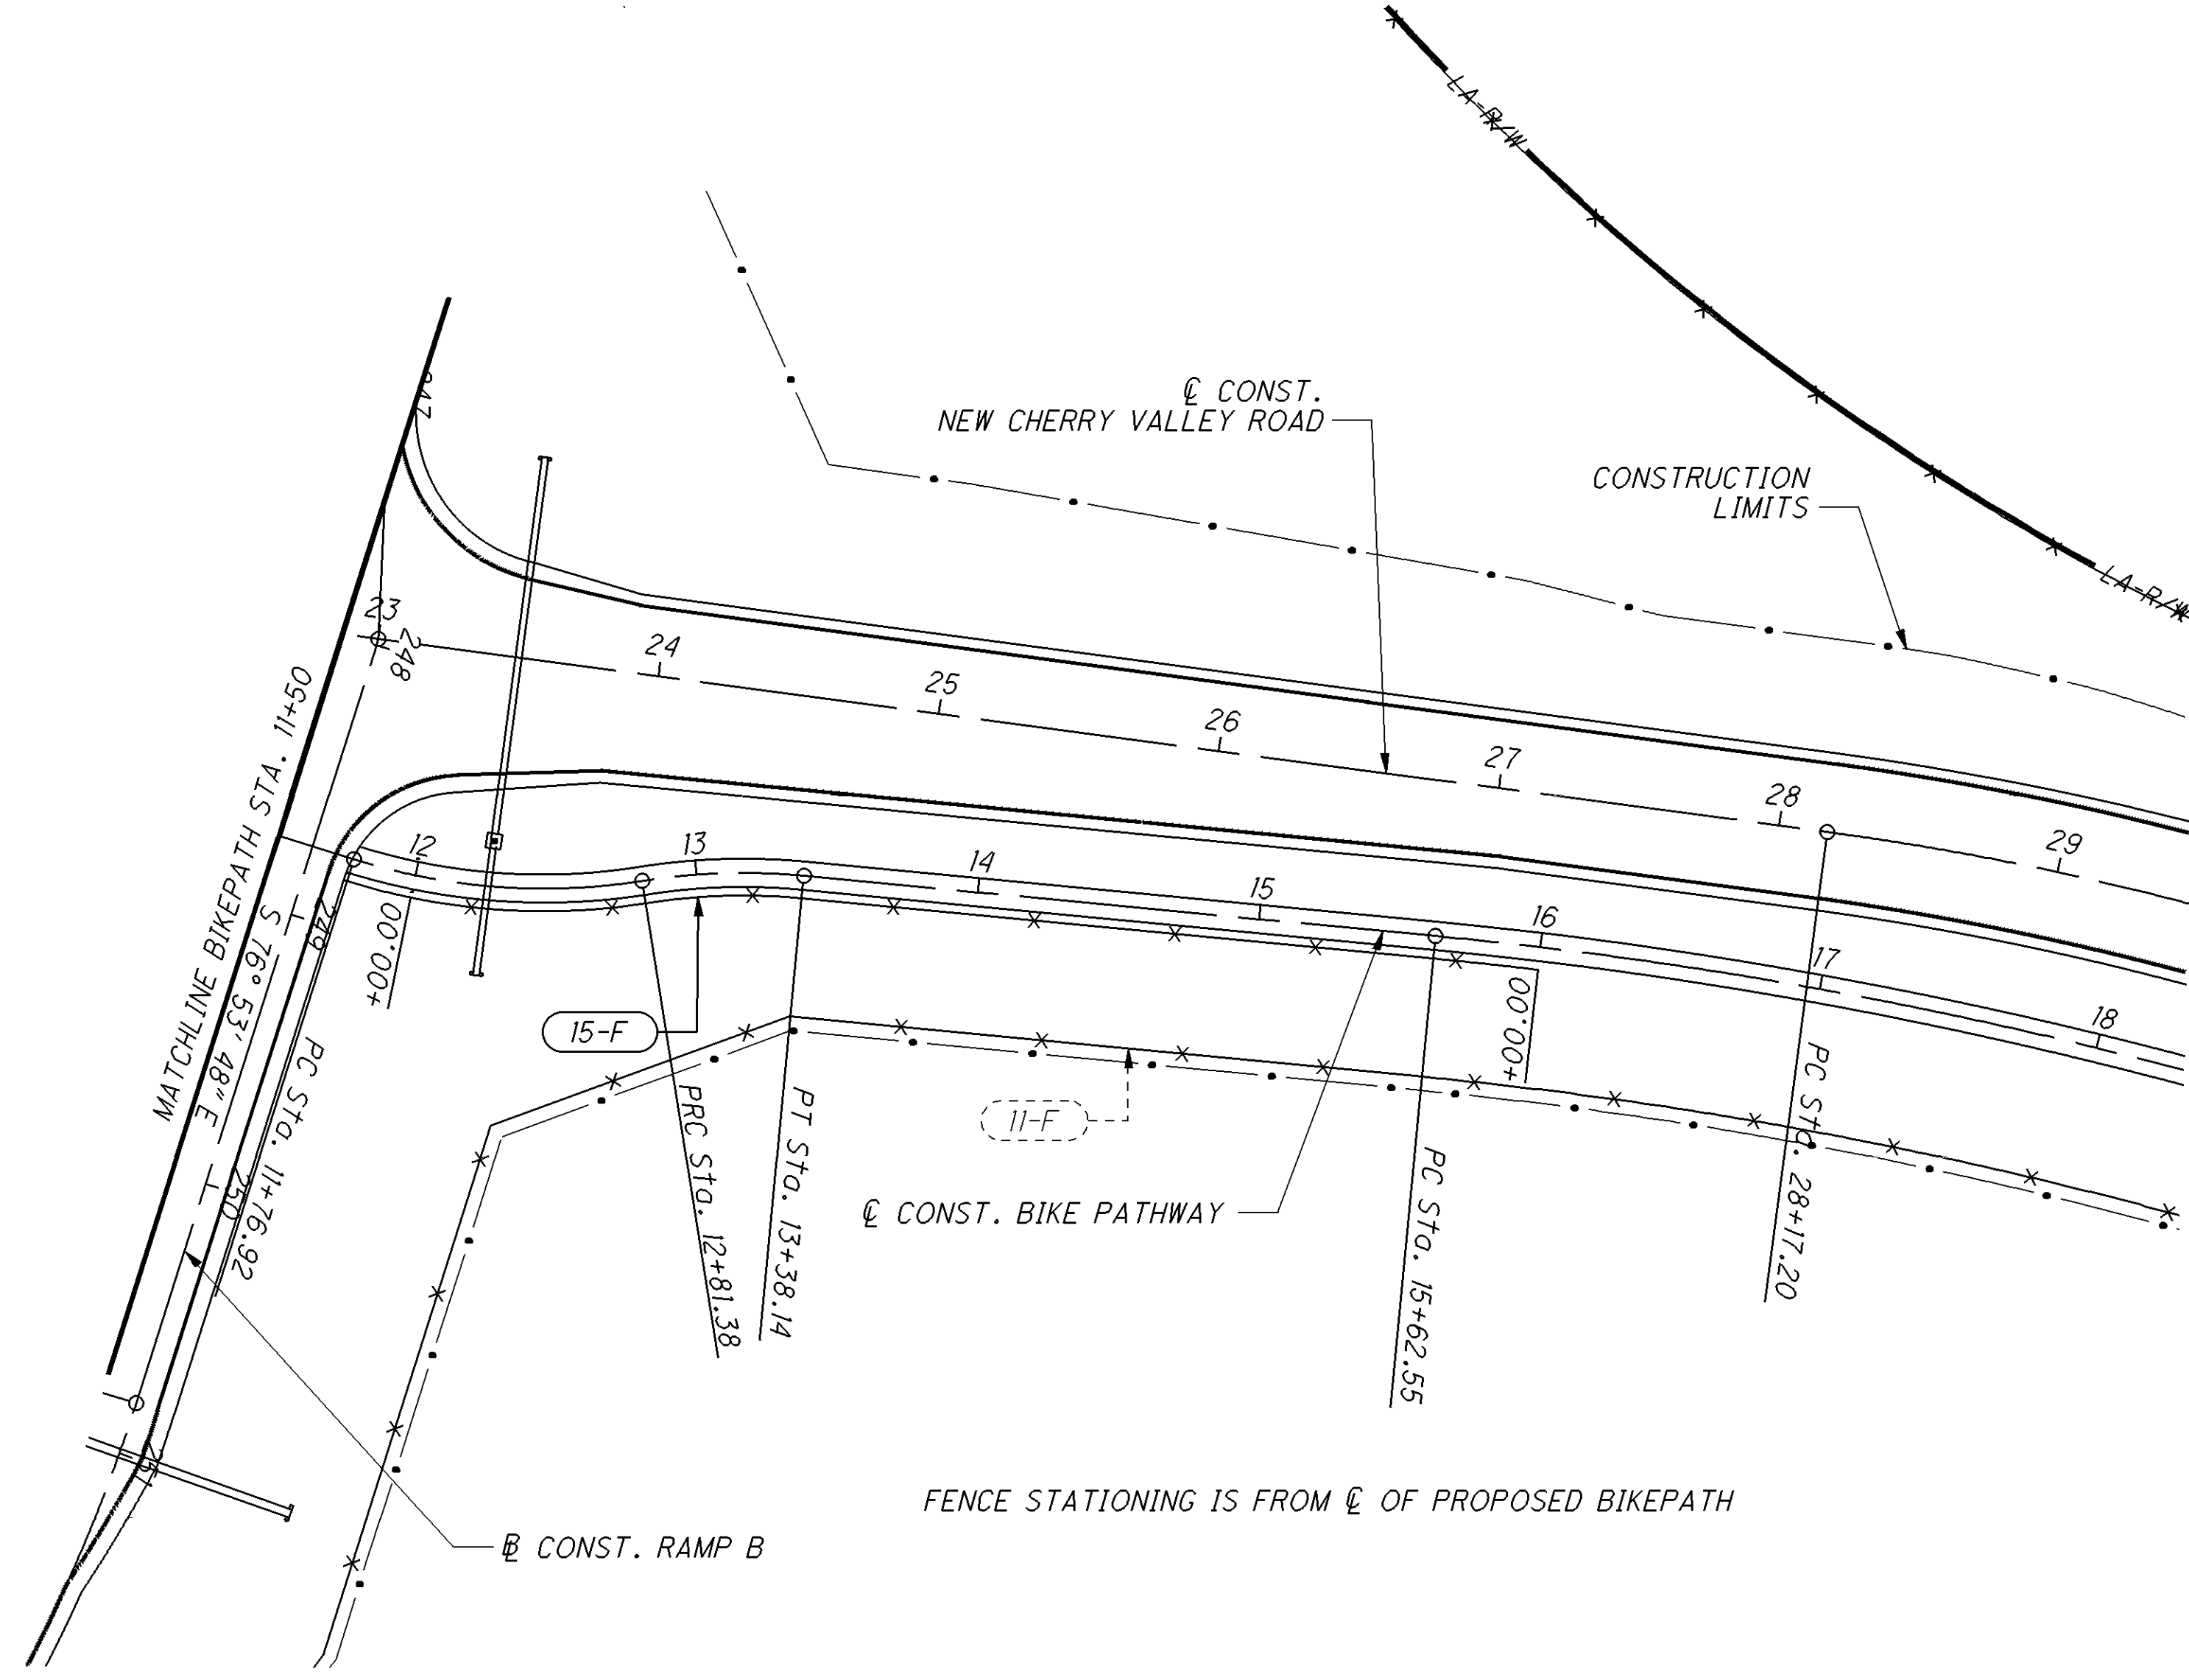 LA-R/W
℄ CONST.
NEW CHERRY VALLEY ROAD
CONSTRUCTION
LIMITS
LA-R/W
247
23
248
24
25
26
27
28
29
MATCHLINE BIKEPATH STA. 11+50
12
13
14
15
16
17
18
249
S 76° 53' 48" E
+00.00
+00.00
15-F
11-F
PC Sta. 11+76.92
PRC Sta. 12+81.38
PT Sta. 13+38.14
PC Sta. 15+62.55
PC Sta. 28+17.20
250
℄ CONST. BIKE PATHWAY
251
FENCE STATIONING IS FROM ℄ OF PROPOSED BIKEPATH
CONST. RAMP B